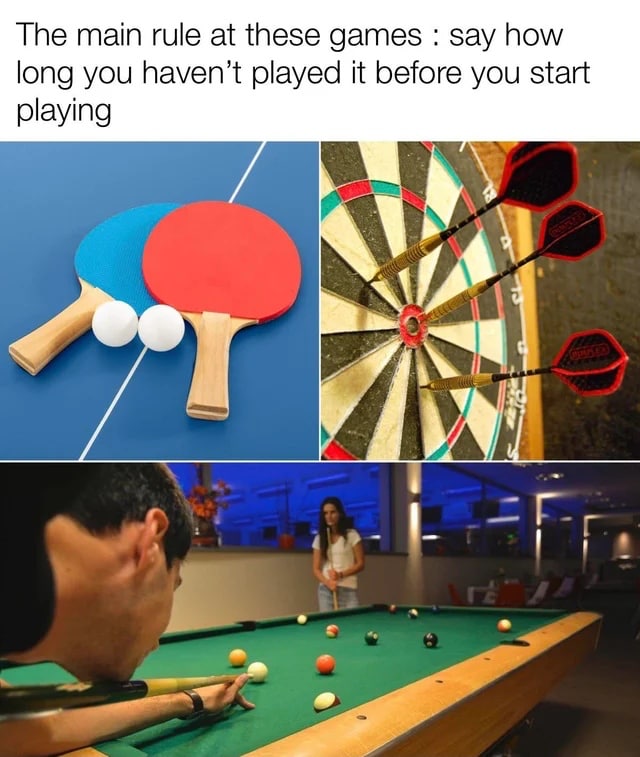 The main rule at these games : say how
long you haven't played it before you start
playing